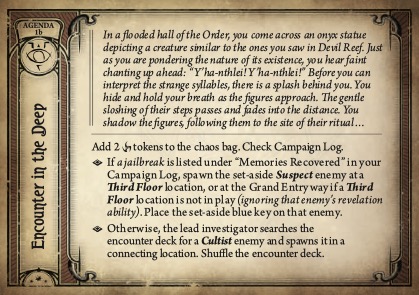 AGENDA
1b
Encounter in the Deep
In a flooded hall of the Order, you come across an onyx statue
depicting a creature similar to the ones you saw in Devil Reef. Just
as you are pondering the nature of its existence, you hear faint
chanting up ahead: “Y’ha-nthlei! Y’ha-nthlei!” Before you can
interpret the strange syllables, there is a splash behind you. You
hide and hold your breath as the figures approach. The gentle
sloshing of their steps passes and fades into the distance. You
shadow the figures, following them to the site of their ritual…
Add 2 tokens to the chaos bag. Check Campaign Log.
If a jailbreak is listed under “Memories Recovered” in your
Campaign Log, spawn the set-aside Suspect enemy at a
Third Floor location, or at the Grand Entryway if a Third
Floor location is not in play (ignoring that enemy’s revelation
ability). Place the set-aside blue key on that enemy.
Otherwise, the lead investigator searches the
encounter deck for a Cultist enemy and spawns it in a
connecting location. Shuffle the encounter deck.